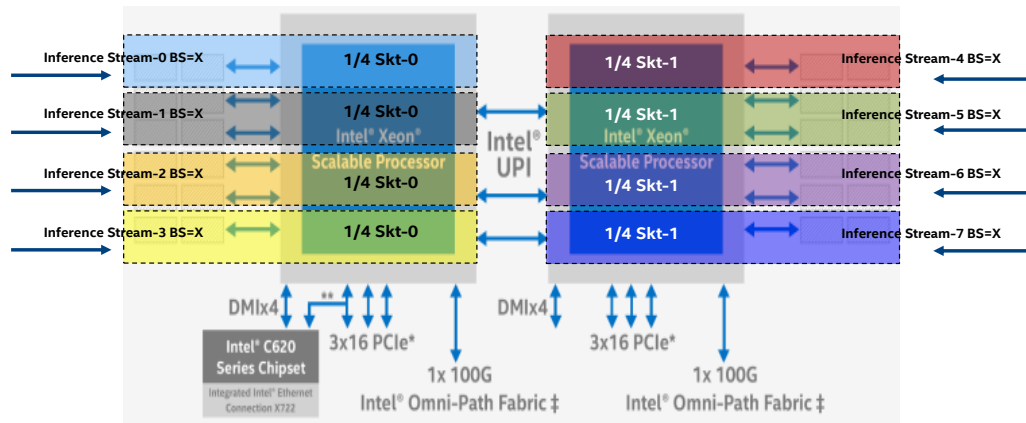 Inference Stream-0 BS=X
1/4 Skt-0
1/4 Skt-1
Inference Stream-4 BS=X
Inference Stream-1 BS=X
1/4 Skt-0
1/4 Skt-1
Inference Stream-5 BS=X
Intel® Xeon®
Intel® UPI
Intel® Xeon®
Scalable Processor
Scalable Processor
Inference Stream-2 BS=X
1/4 Skt-0
1/4 Skt-1
Inference Stream-6 BS=X
Inference Stream-3 BS=X
1/4 Skt-0
1/4 Skt-1
Inference Stream-7 BS=X
DMIx4
**
DMIx4
3x16 PCIe*
3x16 PCIe*
Intel® C620
Series Chipset
Integrated Intel® Ethernet
Connection X722
1x 100G
Intel® Omni-Path Fabric ‡
1x 100G
Intel® Omni-Path Fabric ‡